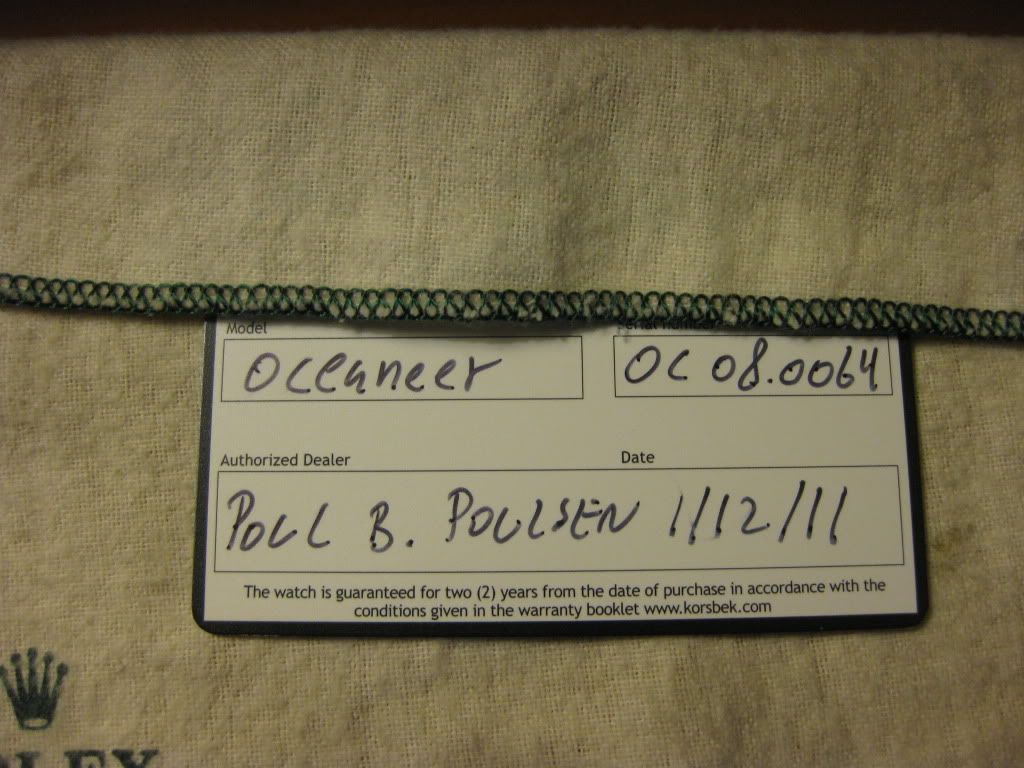 Model Serial number
Oceaneer OC 08.0064
Authorized Dealer Date
POUL B. POULSEN 1/12/11
The watch is guaranteed for two (2) years from the date of purchase in accordance with the
conditions given in the warranty booklet www.korsbek.com